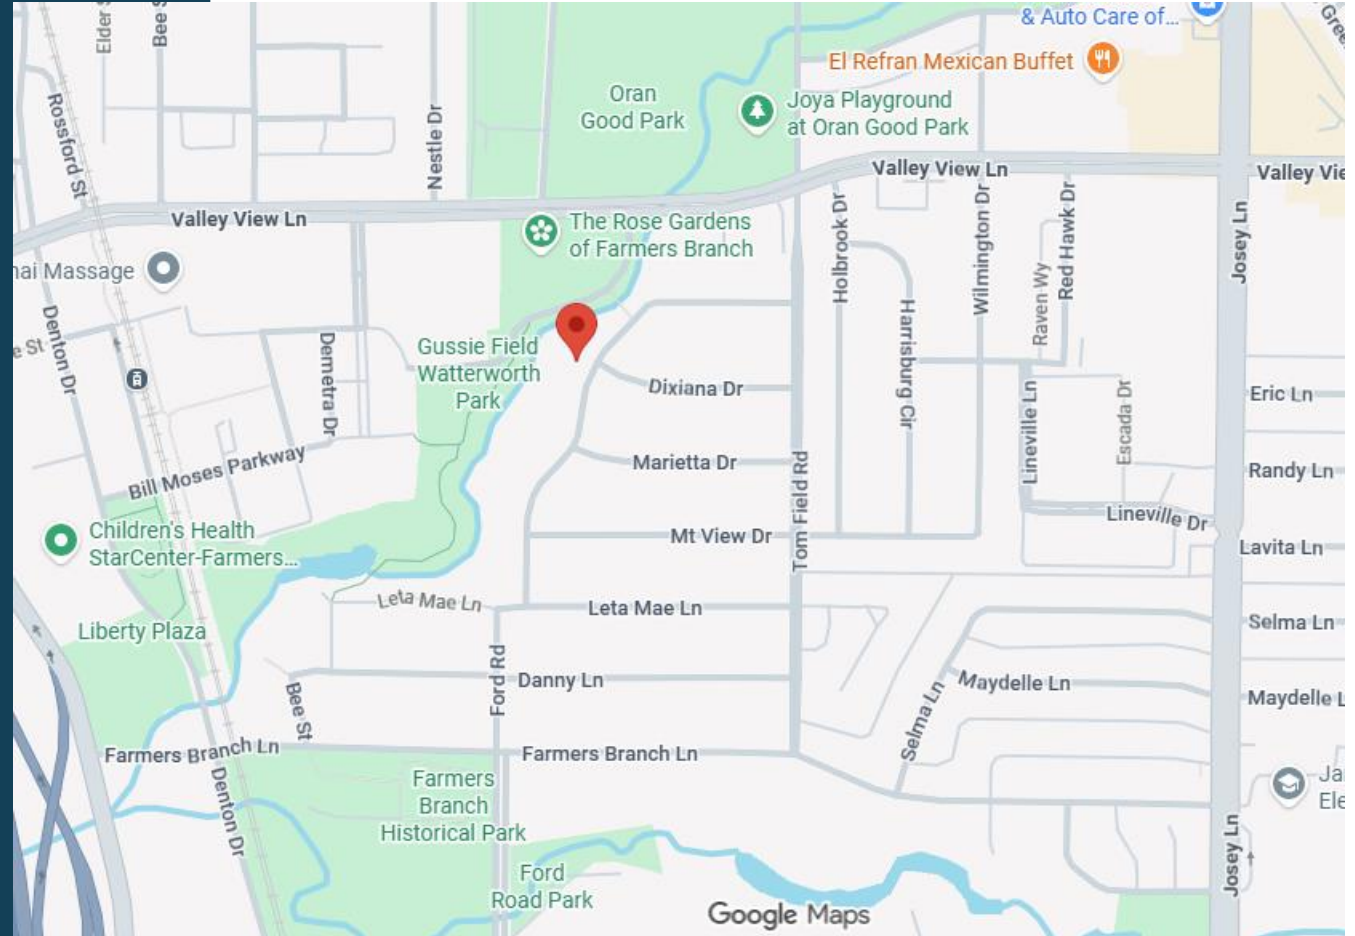 & Auto Care of...
El Refran Mexican Buffet
Elder
Bee S
Oran
Good Park
Joya Playground
at Oran Good Park
Rossford St
Nestle Dr
Valley View Ln
Valley Vie
Valley View Ln
The Rose Gardens
of Farmers Branch
Holbrook Dr
Wilmington Dr
Red Hawk Dr
Josey Ln
hai Massage
Raven Wy
Harrisburg Cir
e St
Denton Dr
Demetra Dr
Gussie Field
Watterworth
Park
Dixiana Dr
Lineville Ln
Escada Dr
Eric Ln
Marietta Dr
Tom Field Rd
Randy Ln
Bill Moses Parkway
Lineville Dr
Children's Health
StarCenter-Farmers...
Mt View Dr
Lavita Ln
Leta Mae Ln
Leta Mae Ln
Liberty Plaza
Selma Ln
Ford Rd
Danny Ln
Bee St
Selma Ln
Maydelle Ln
Maydelle L
Farmers Branch Ln
Farmers Branch Ln
Denton Dr
Farmers
Branch
Historical Park
Ja
Ele
Ford
Road Park
Josey Ln
Google Maps